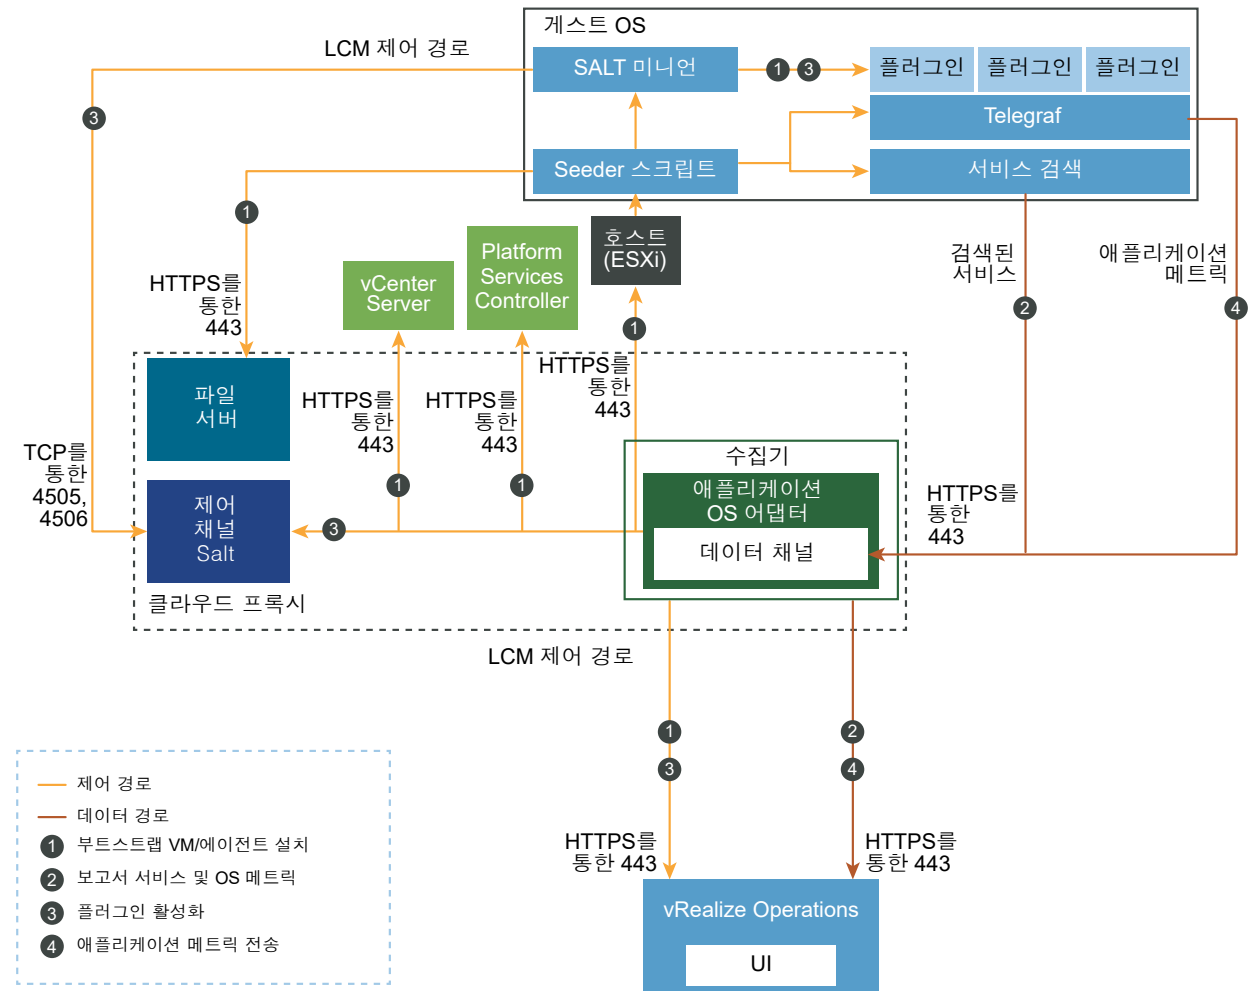 게스트 OS
LCM 제어 경로
SALT 미니언
1
3
플러그인
플러그인
플러그인
Telegraf
3
Seeder 스크립트
서비스 검색
1
호스트
(ESXi)
Platform
Services
Controller
vCenter
Server
검색된
서비스
애플리케이션
메트릭
HTTPS를
통한
443
2
4
1
HTTPS를
통한
443
파일
서버
HTTPS를
통한
443
HTTPS를
통한
443
TCP를
통한
4505,
4506
수집기
1
1
애플리케이션
OS 어댑터
HTTPS를
통한
443
제어
채널
Salt
3
데이터 채널
클라우드 프록시
LCM 제어 경로
1
2
3
4
제어 경로
데이터 경로
1 부트스트랩 VM/에이전트 설치
2 보고서 서비스 및 OS 메트릭
3 플러그인 활성화
4 애플리케이션 메트릭 전송
HTTPS를
통한 443
HTTPS를
통한 443
vRealize Operations
UI